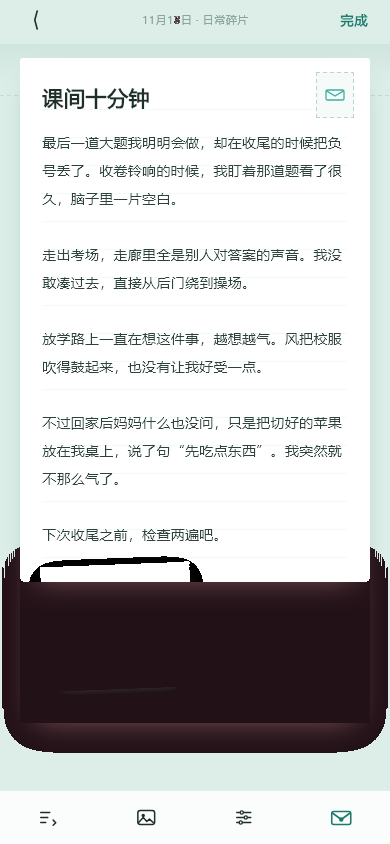 日常碎片
完成
课间十分钟
最后一道大题我明明会做，却在收尾的时候把负
号丢了。收卷铃响的时候，我盯着那道题看了很
久，脑子里一片空白。
走出考场，走廊里全是别人对答案的声音。我没
敢凑过去，直接从后门绕到操场。
放学路上一直在想这件事，越想越气。风把校服
吹得鼓起来，也没有让我好受一点。
不过回家后妈妈什么也没问，只是把切好的苹果
放在我桌上，说了句“先吃点东西”。我突然就
不那么气了。
下次收尾之前，检查两遍吧。